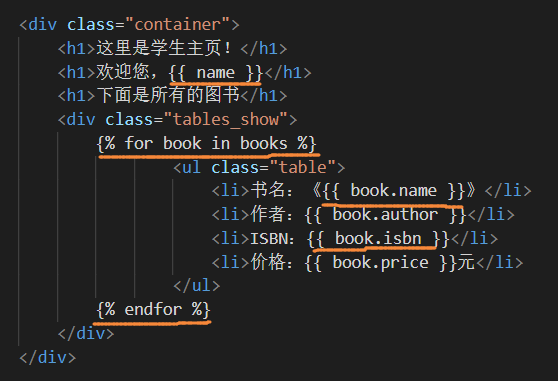 <div class="container">
<h1>这里是学生主页！</h1>
<h1>欢迎您，{{ name }}</h1>
<h1>下面是所有的图书</h1>
<div class="tables_show">
{% for book in books %}
<ul class="table">
<li>书名：《{{ book.name }}》</li>
<li>作者：{{ book.author }}</li>
<li>ISBN：{{ book.isbn }}</li>
<li>价格：{{ book.price }}元</li>
</ul>
{% endfor %}
</div>
</div>